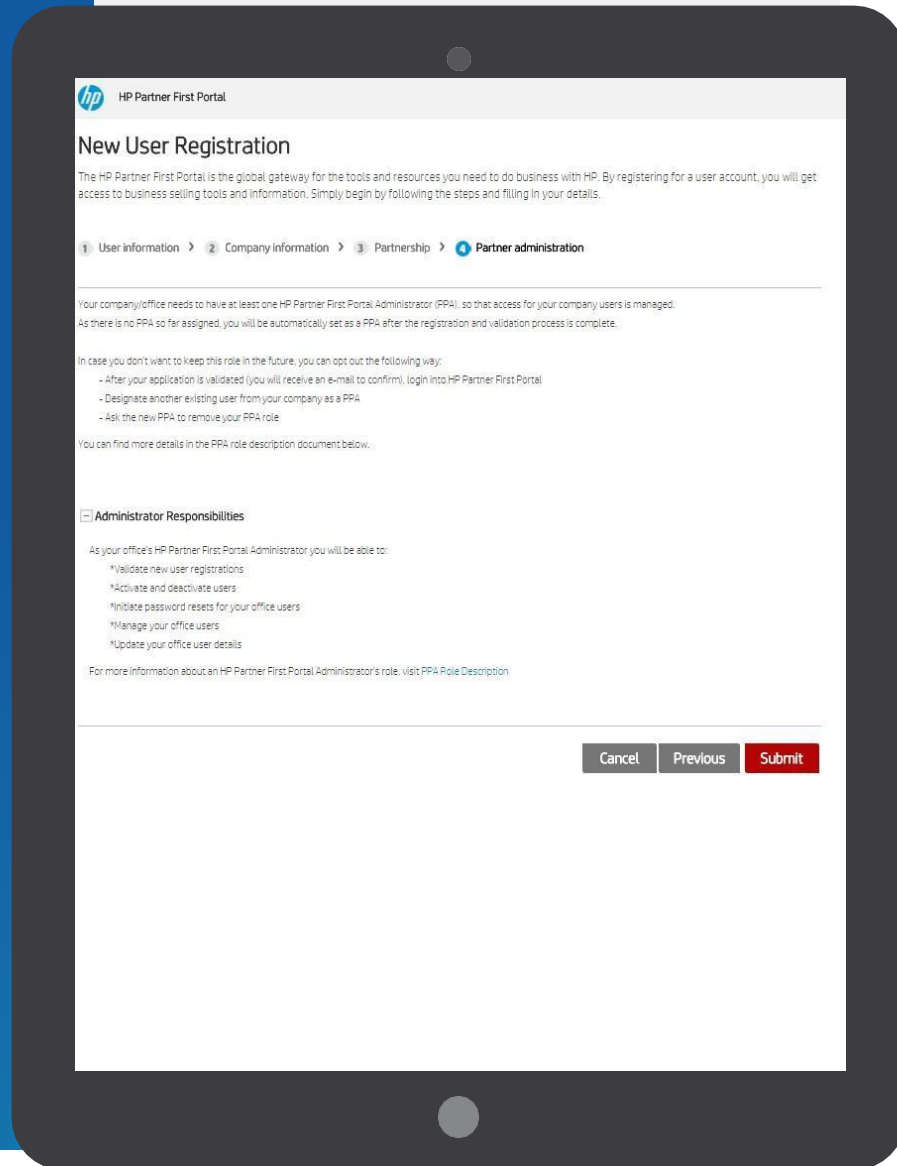 hp HP Partner First Portal
New User Registration
The HP Partner First Portal is the global gateway for the tools and resources you need to do business with HP. By registering for a user account, you will get
access to business selling tools and information. Simply begin by following the steps and filling in your details.
1 User information > 2 Company information > 3 Partnership > 4 Partner administration
Your company/office needs to have at least one HP Partner First Portal Administrator (PPA), so that access for your company users is managed.
As there is no PPA so far assigned, you will be automatically set as a PPA after the registration and validation process is complete.
In case you don't want to keep this role in the future, you can opt out the following way:
- After your application is validated (you will receive an e-mail to confirm), login into HP Partner First Portal
- Designate another existing user from your company as a PPA
- Ask the new PPA to remove your PPA role
You can find more details in the PPA role description document below.
Administrator Responsibilities
As your office's HP Partner First Portal Administrator you will be able to:
*Validate new user registrations
*Activate and deactivate users
*Initiate password resets for your office users
*Manage your office users
*Update your office user details
For more information about an HP Partner First Portal Administrator's role, visit PPA Role Description
Cancel Previous Submit